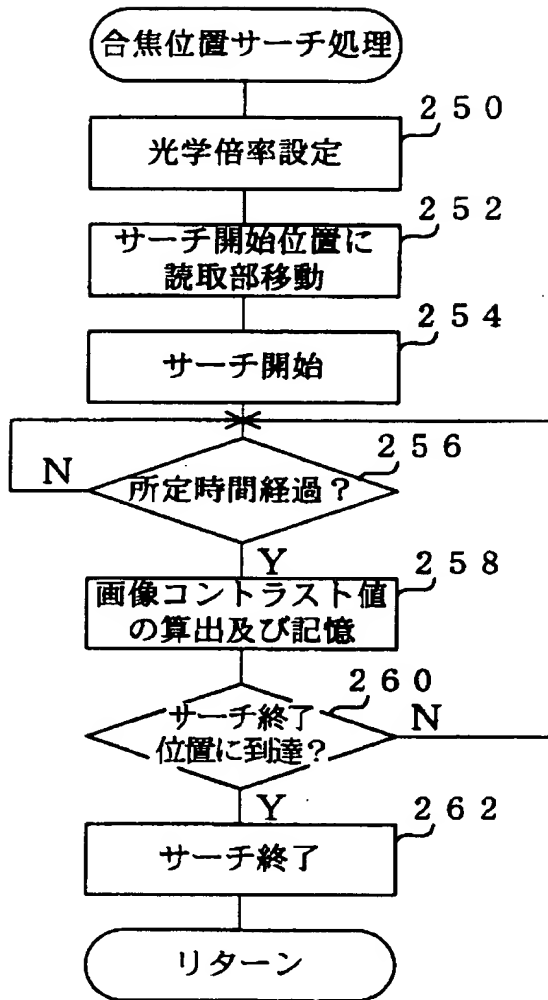 合焦位置サーチ処理
250
光学倍率設定
252
サーチ開始位置に
読取部移動
254
サーチ開始
256
N
所定時間経過?
Y
258
画像コントラスト値
の算出及び記憶
260
サーチ終了
位置に到達?
N
Y
262
サーチ終了
リターン